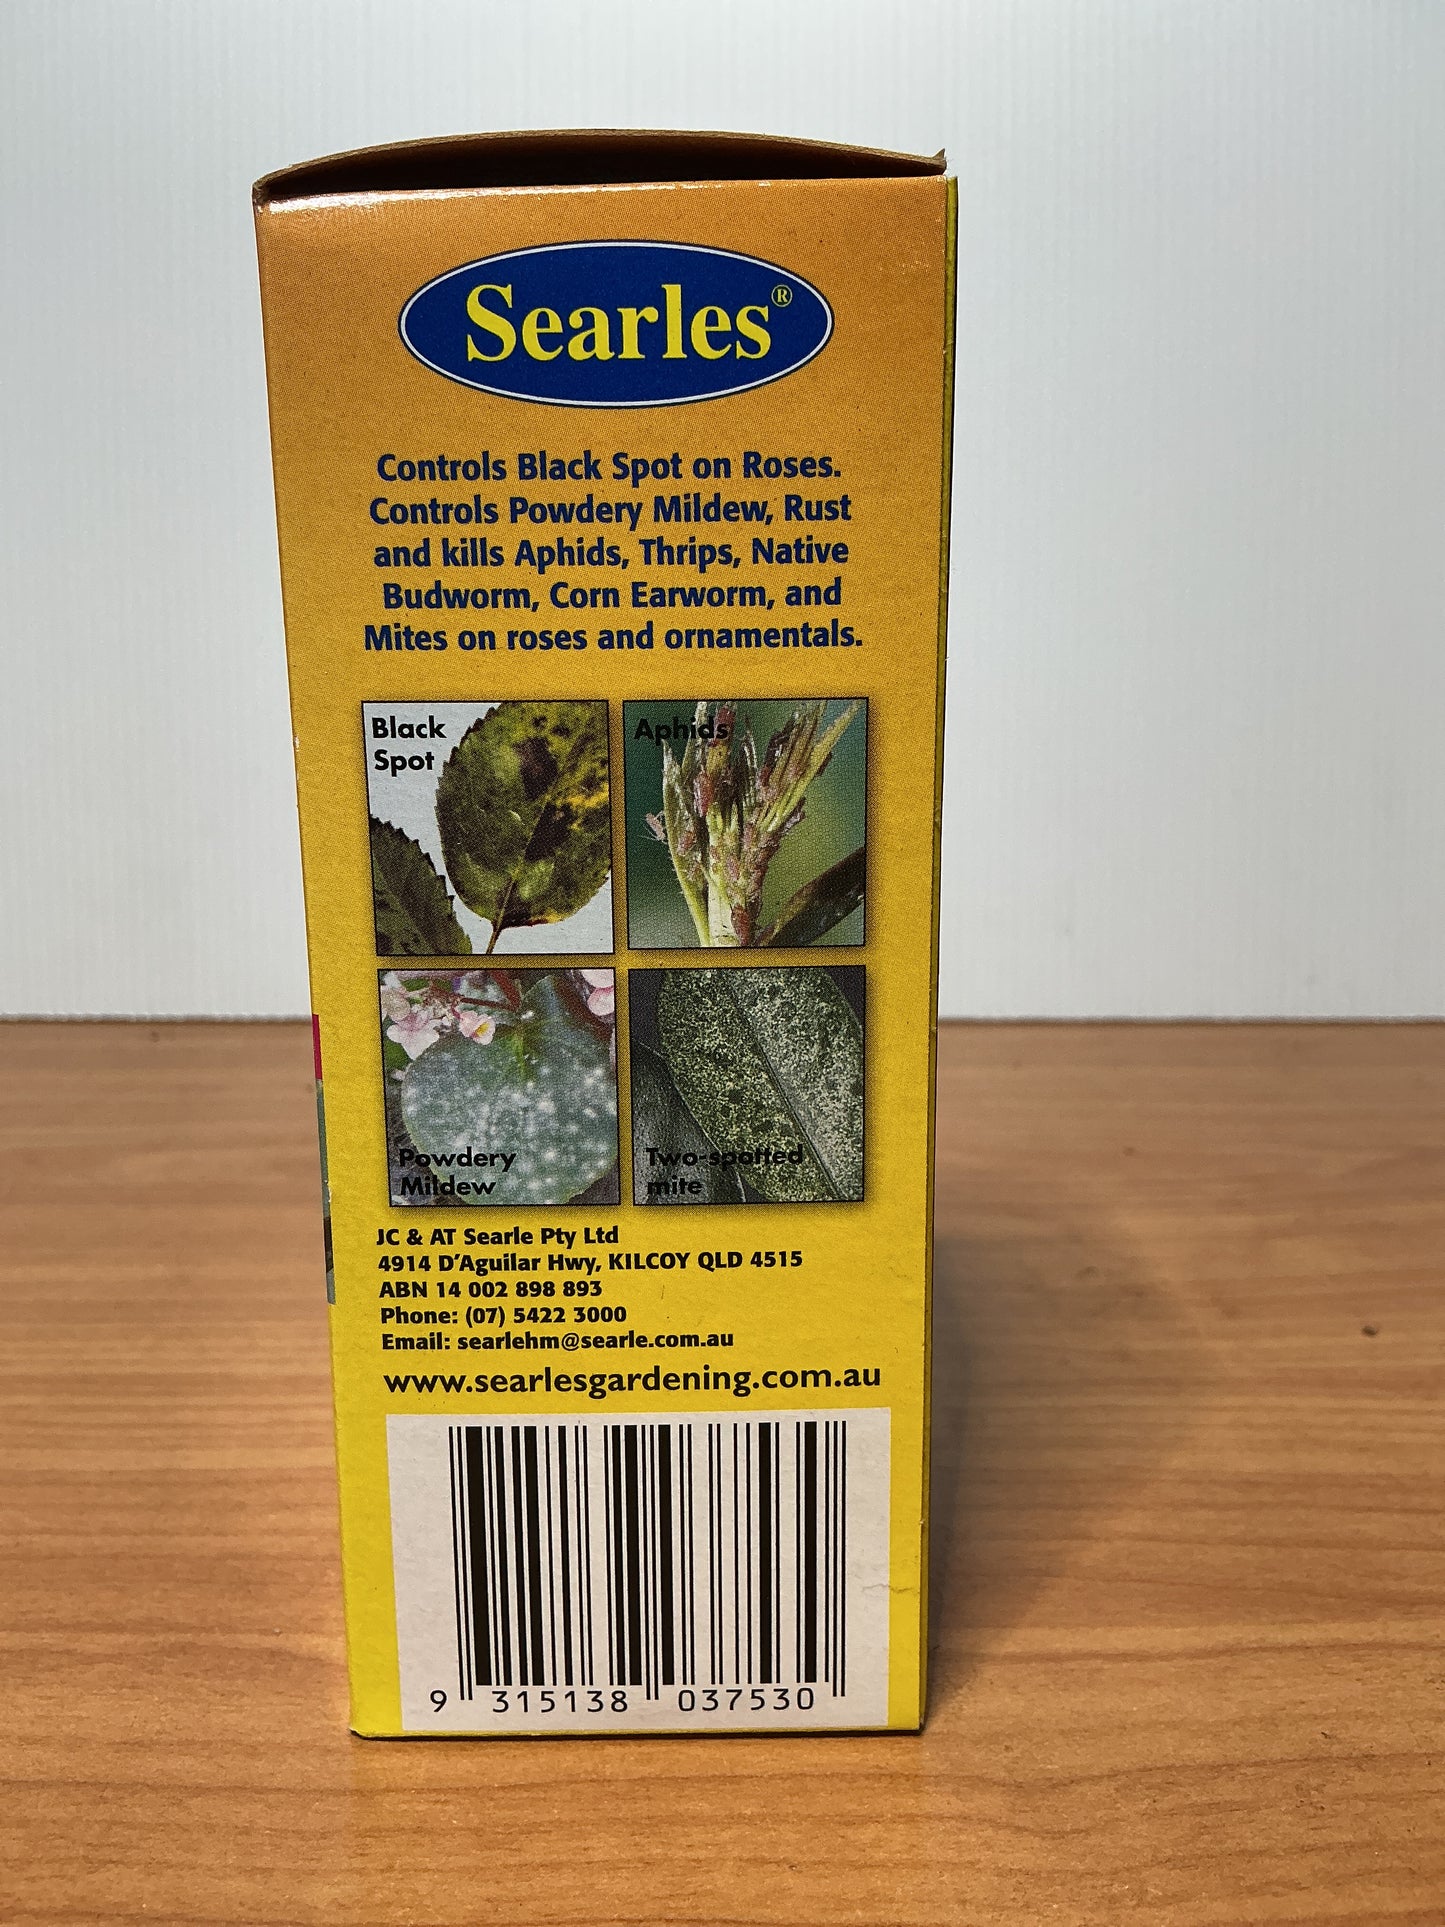 Searles®
Controls Black Spot on Roses.
Controls Powdery Mildew, Rust
and kills Aphids, Thrips, Native
Budworm, Corn Earworm, and
Mites on roses and ornamentals.
Black
Spot
Aphids
Powdery
Mildew
Two-spotted
mite
JC & AT Searle Pty Ltd
4914 D'Aguilar Hwy, KILCOY QLD 4515
ABN 14 002 898 893
Phone: (07) 5422 3000
Email: searlehm@searle.com.au
www.searlesgardening.com.au
9 315138 037530